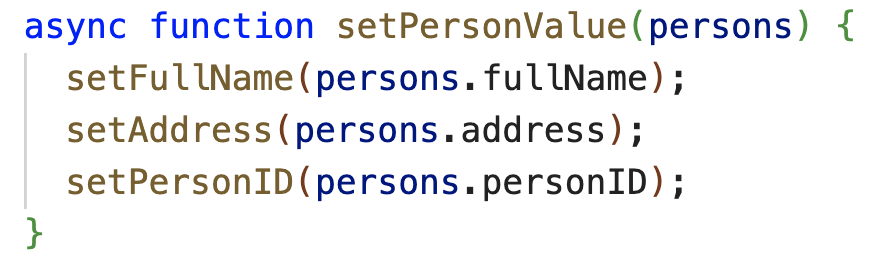 async function setPersonValue(persons) {
  setFullName(persons.fullName);
  setAddress(persons.address);
  setPersonID(persons.personID);
}